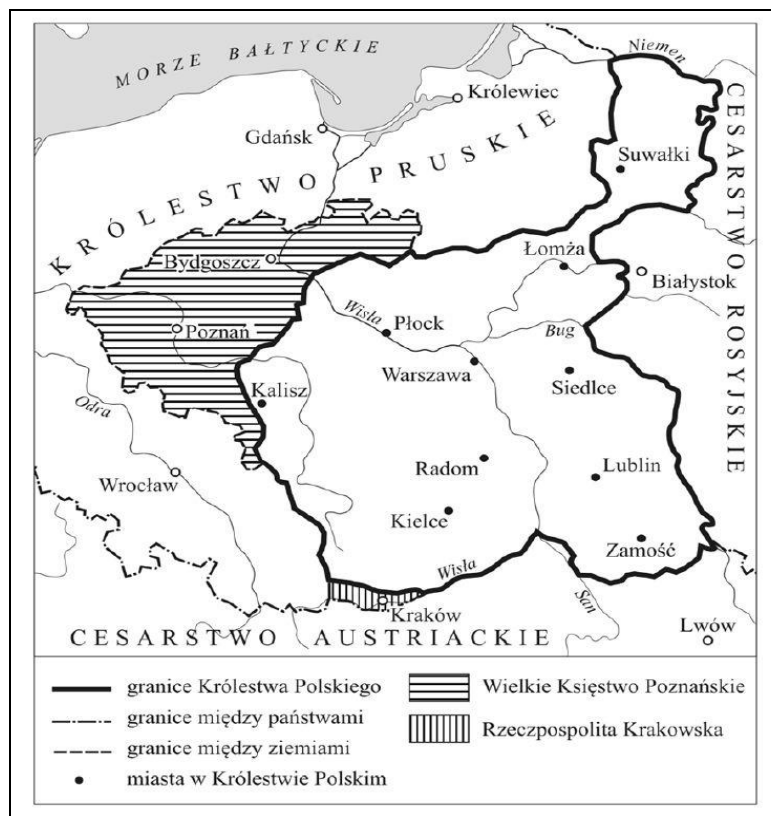 MORZE BAŁTYCKIE
Niemen
Królewiec
Gdańsk
KRÓLESTWO PRUSKIE
CESARSTWO ROSYJSKIE
Suwałki
Łomża
Bydgoszcz
Białystok
Wisła
Płock
Bug
Poznań
Warszawa
Siedlce
Kalisz
Odra
Radom
Lublin
Wrocław
Kielce
Zamość
Wisła
San
Kraków
Lwów
CESARSTWO AUSTRIACKIE
granice Królestwa Polskiego
granice między państwami
granice między ziemiami
miasta w Królestwie Polskim
Wielkie Księstwo Poznańskie
Rzeczpospolita Krakowska